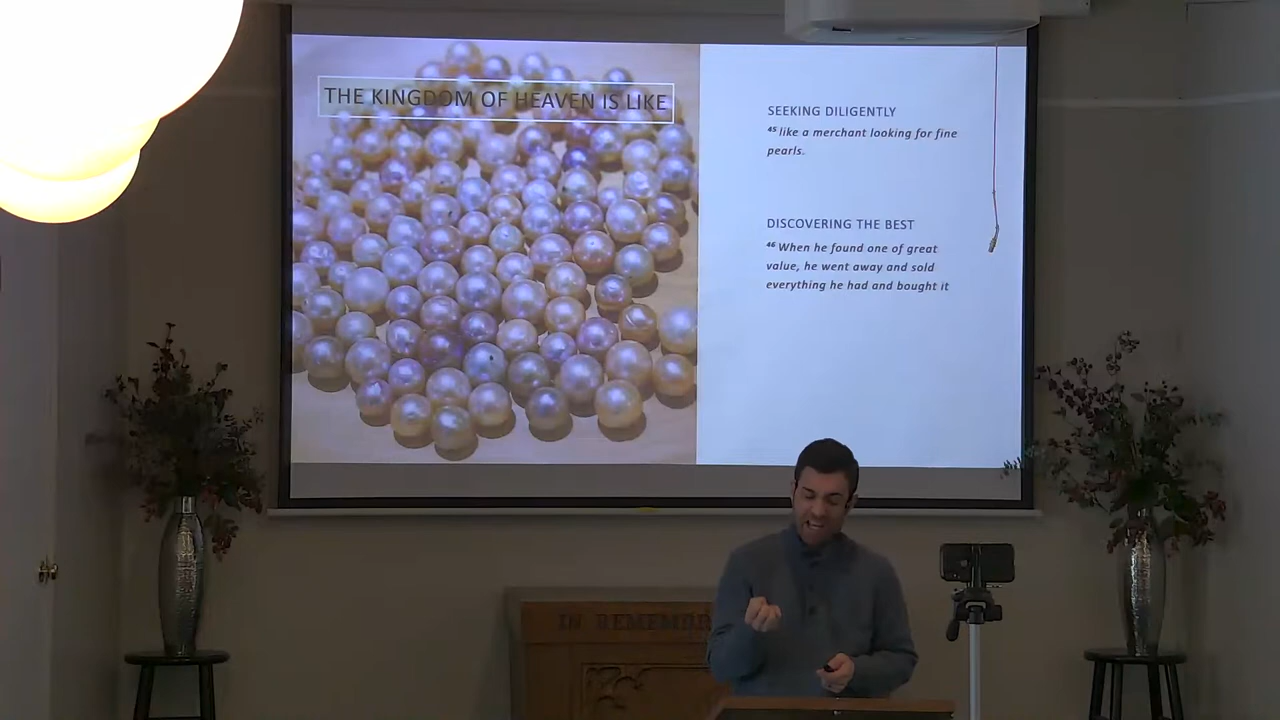 THE KINGDOM OF HEAVEN IS LIKE
SEEKING DILIGENTLY
⁴⁵ like a merchant looking for fine
pearls.
DISCOVERING THE BEST
⁴⁶ When he found one of great
value, he went away and sold
everything he had and bought it
IN